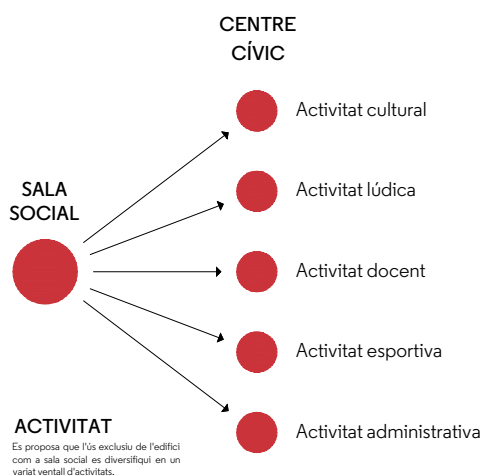 CENTRE
CÍVIC
Activitat cultural
Activitat lúdica
SALA
SOCIAL
Activitat docent
Activitat esportiva
Activitat administrativa
ACTIVITAT
Es proposa que l'ús exclusiu de l'edifici
com a sala social es diversifiqui en un
variat ventall d'activitats.